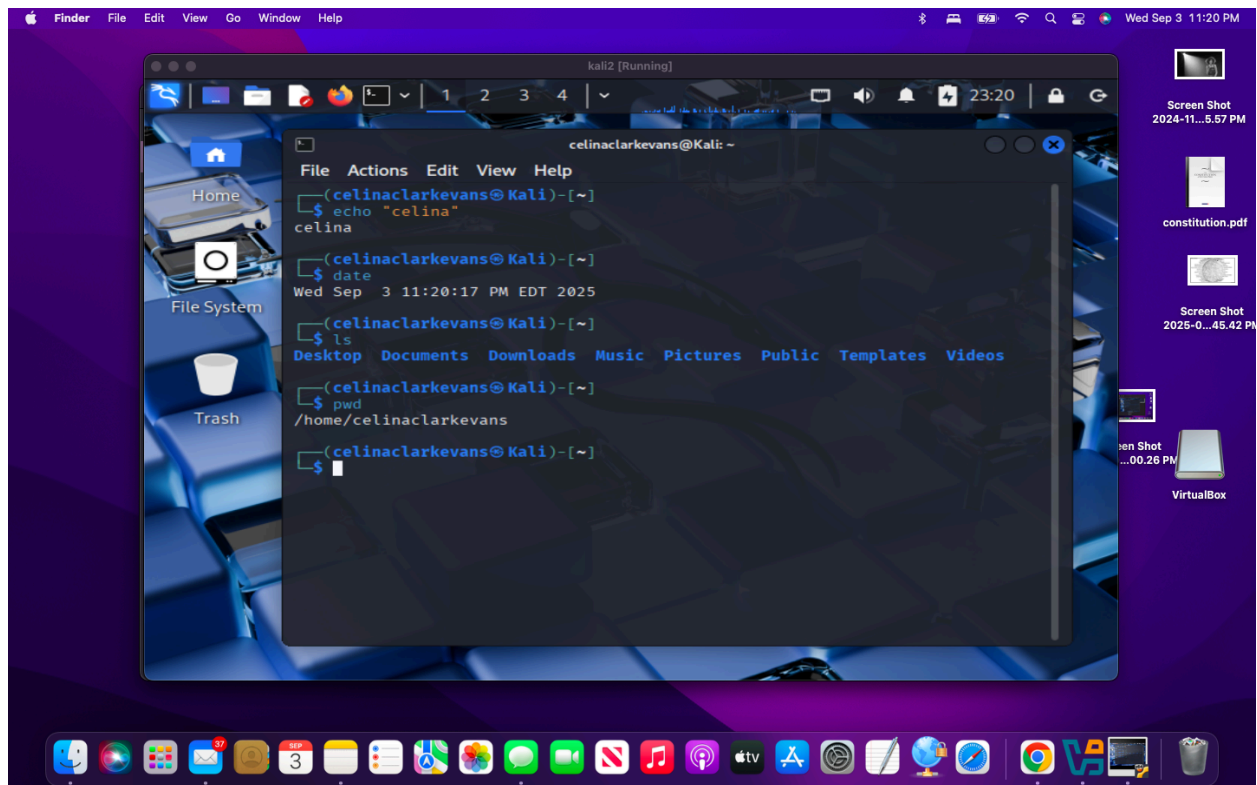 Finder File Edit View Go Window Help Wed Sep 3 11:20 PM
kali2 [Running]
1 2 3 4 23:20
celinaclarkevans@Kali: ~
File Actions Edit View Help
┌──(celinaclarkevans㉿Kali)-[~]
└─$ echo "celina"
celina
┌──(celinaclarkevans㉿Kali)-[~]
└─$ date
Wed Sep  3 11:20:17 PM EDT 2025
┌──(celinaclarkevans㉿Kali)-[~]
└─$ ls
Desktop Documents Downloads Music Pictures Public Templates Videos
┌──(celinaclarkevans㉿Kali)-[~]
└─$ pwd
/home/celinaclarkevans
┌──(celinaclarkevans㉿Kali)-[~]
└─$
Home
File System
Trash
Screen Shot
2024-11...5.57 PM
constitution.pdf
Screen Shot
2025-0...45.42 PM
een Shot
...00.26 PM
VirtualBox
37
SEP
3
tv